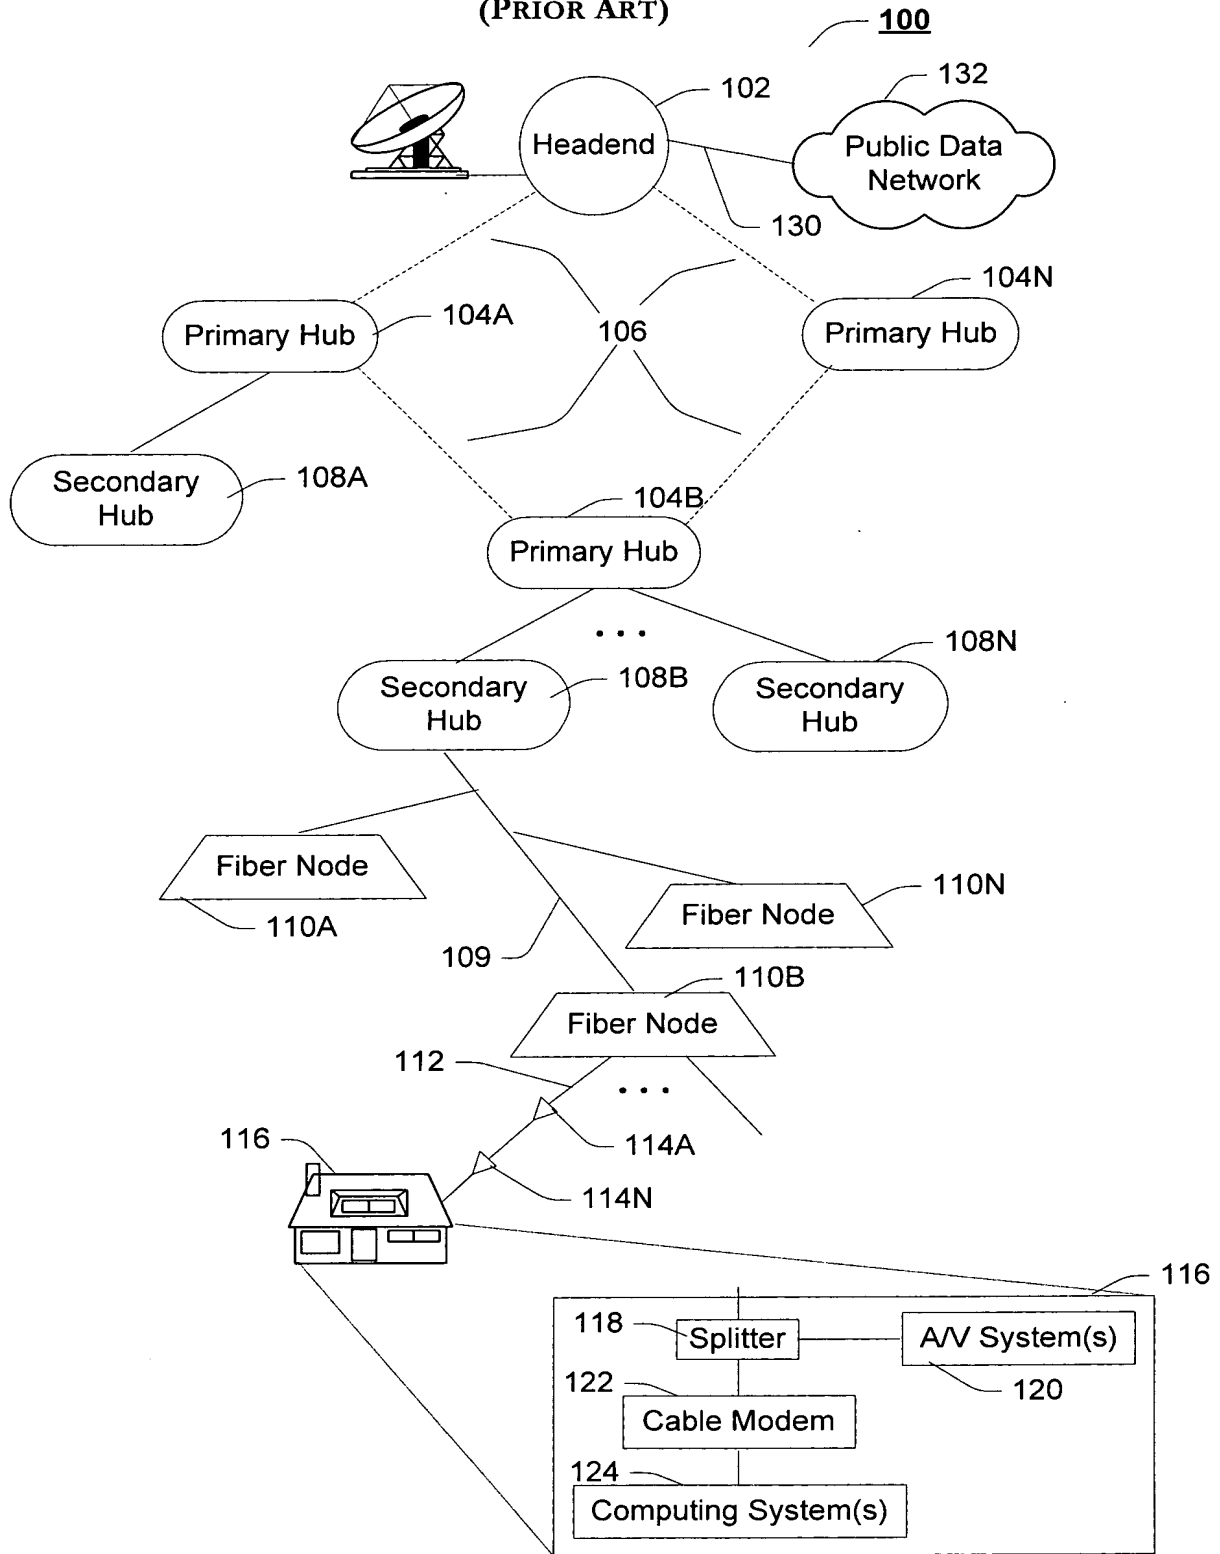 (PRIOR ART)
100
102
132
Headend
Public Data
Network
130
104N
104A
Primary Hub
106
Primary Hub
Secondary
Hub
108A
104B
Primary Hub
...
108N
Secondary
Hub
108B
Secondary
Hub
Fiber Node
110A
110N
Fiber Node
109
110B
Fiber Node
112
...
114A
116
114N
116
118
Splitter
A/V System(s)
120
122
Cable Modem
124
Computing System(s)